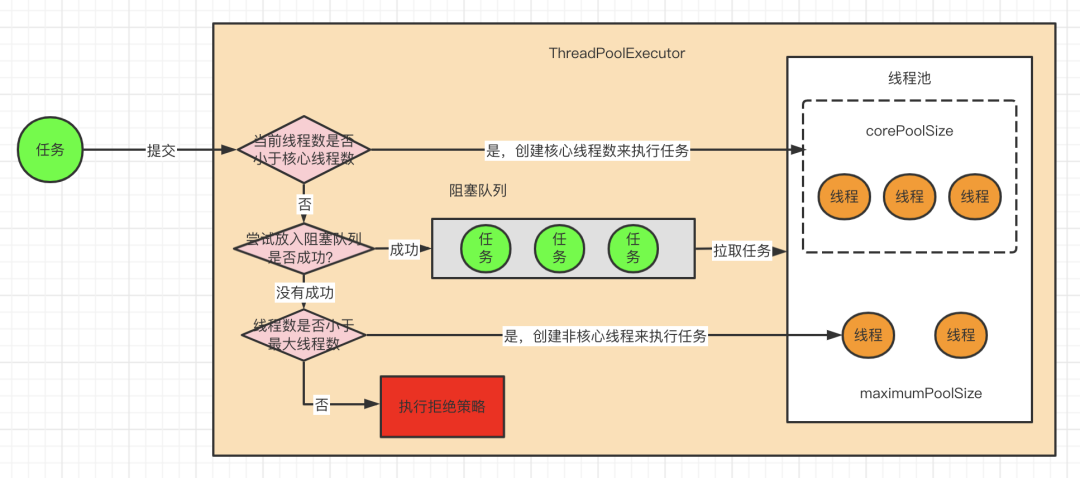 ThreadPoolExecutor
线程池
任务
提交
当前线程数是否
小于核心线程数
是，创建核心线程数来执行任务
corePoolSize
线程
线程
线程
否
阻塞队列
尝试放入阻塞队列
是否成功?
成功
任
务
任
务
任
务
拉取任务
没有成功
线程数是否小于
最大线程数
是，创建非核心线程来执行任务
线程
线程
maximumPoolSize
否
执行拒绝策略